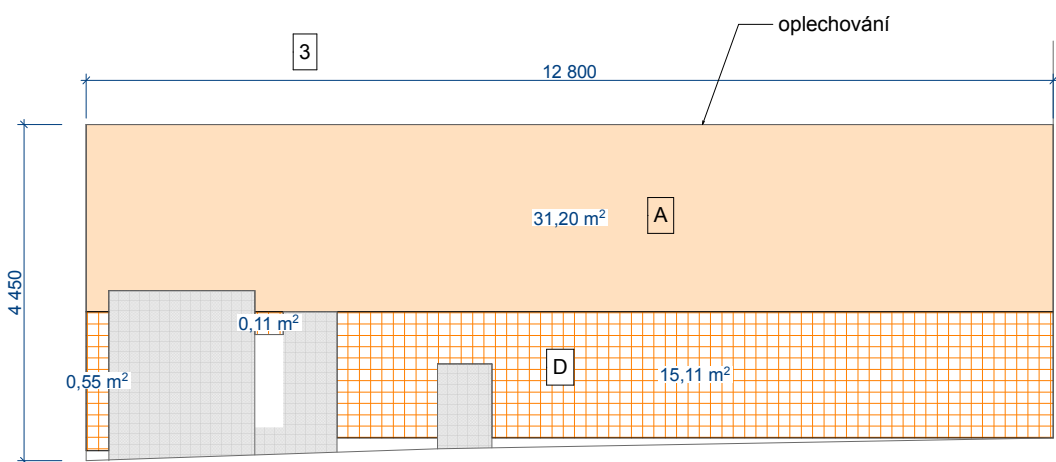 oplechování
3
12 800
4 450
31,20 m²
A
0,11 m²
0,55 m²
D
15,11 m²